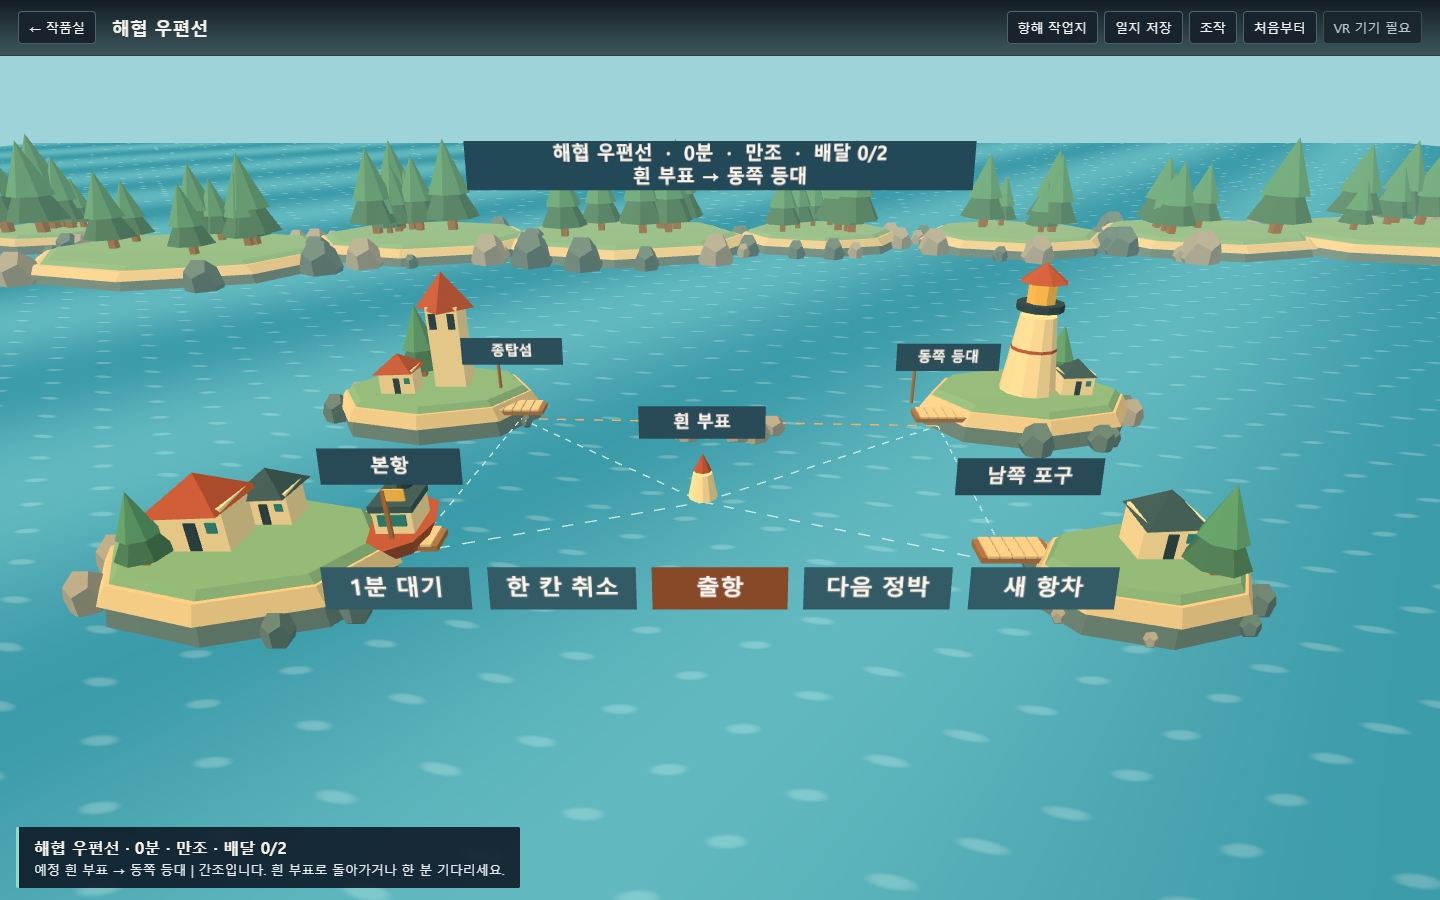 ← 작품실
해협 우편선
항해 작업지
일지 저장
조작
처음부터
VR 기기 필요
해협 우편선 · 0분 · 만조 · 배달 0/2
흰 부표 → 동쪽 등대
종탑섬
동쪽 등대
흰 부표
본항
남쪽 포구
1분 대기
한 칸 취소
출항
다음 정박
새 항차
해협 우편선 · 0분 · 만조 · 배달 0/2
예정 흰 부표 → 동쪽 등대 | 간조입니다. 흰 부표로 돌아가거나 한 분 기다리세요.